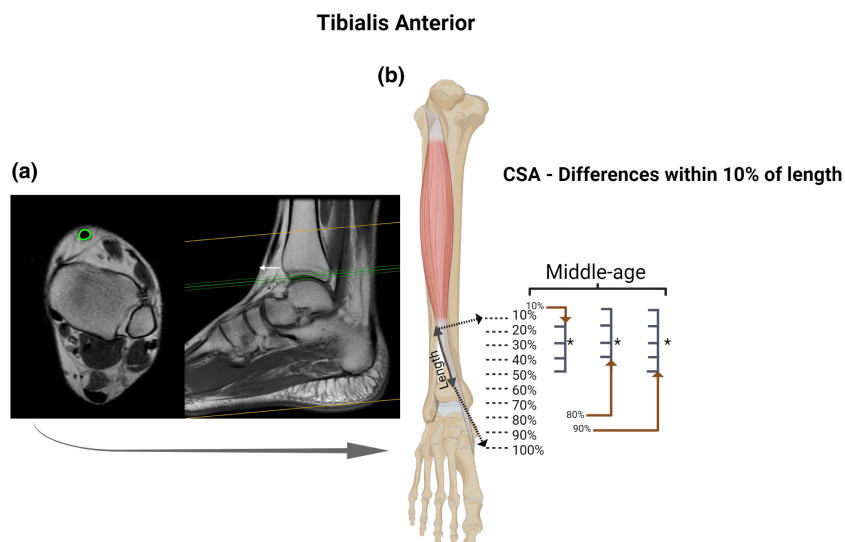 Tibialis Anterior
(a)
(b)
CSA - Differences within 10% of length
Middle-age
Length
10%
20%
30%
40%
50%
60%
70%
80%
90%
100%
10%
*
*
*
80%
90%